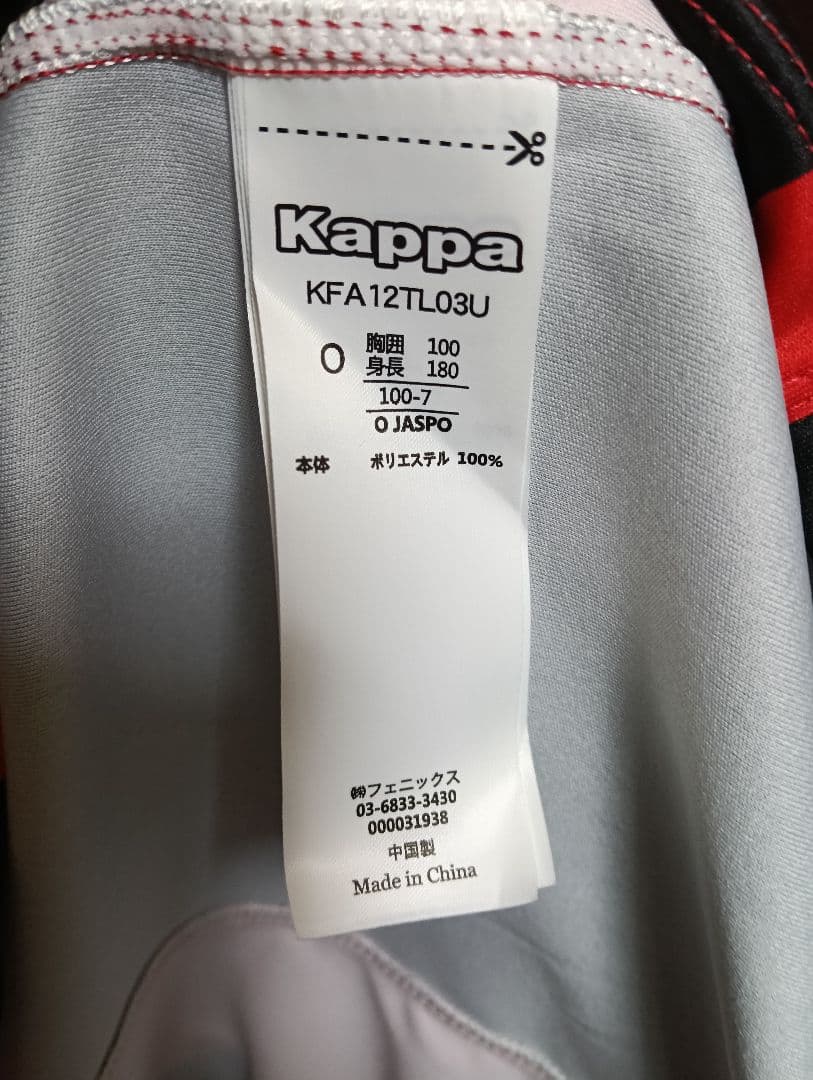 Kappa
KFA12TL03U
O 胸囲 100
身長 180
100-7
O JASPO
本体 ポリエステル 100%
㈱フェニックス
03-6833-3430
000031938
中国製
Made in China